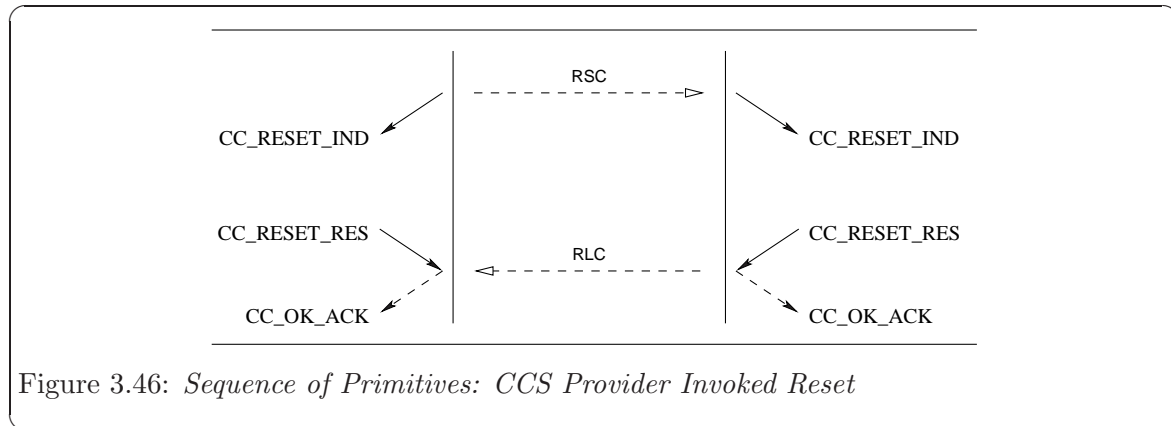 RSC
CC_RESET_IND CC_RESET_IND
CC_RESET_RES CC_RESET_RES
RLC
CC_OK_ACK CC_OK_ACK
Figure 3.46: Sequence of Primitives: CCS Provider Invoked Reset